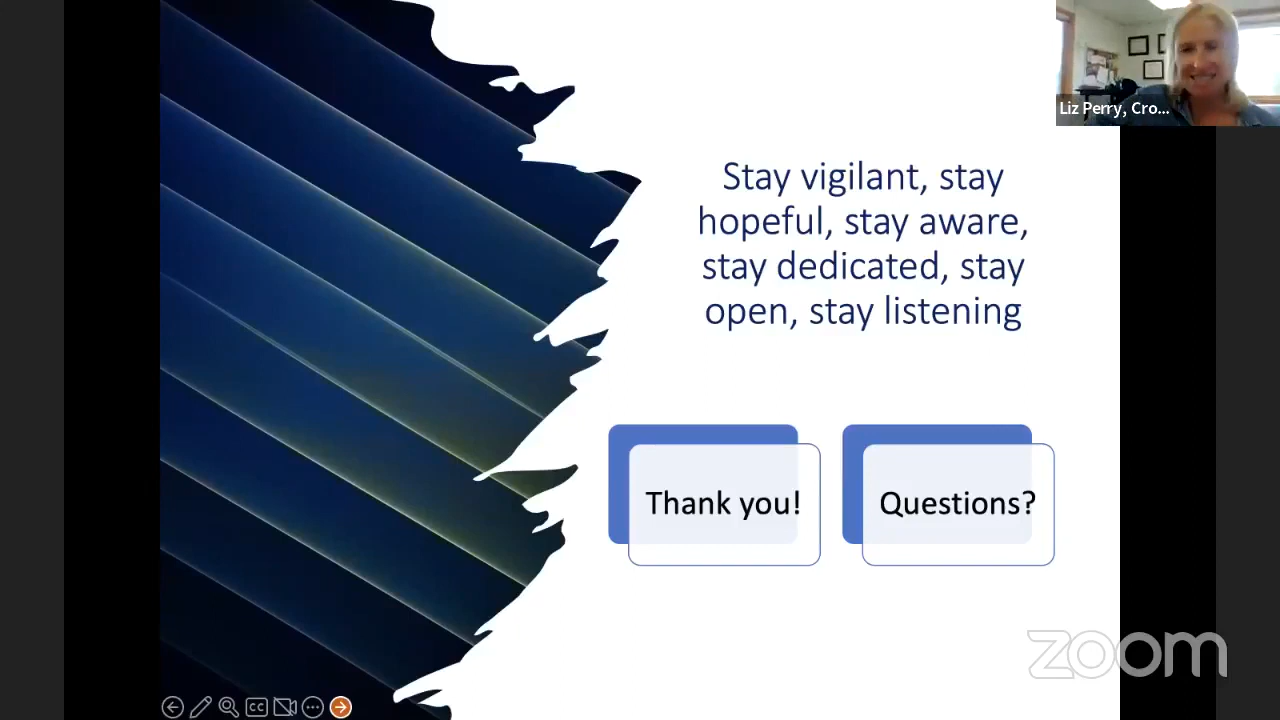 Liz Perry, Cro...
Stay vigilant, stay
hopeful, stay aware,
stay dedicated, stay
open, stay listening
Thank you!
Questions?
zoom
CC